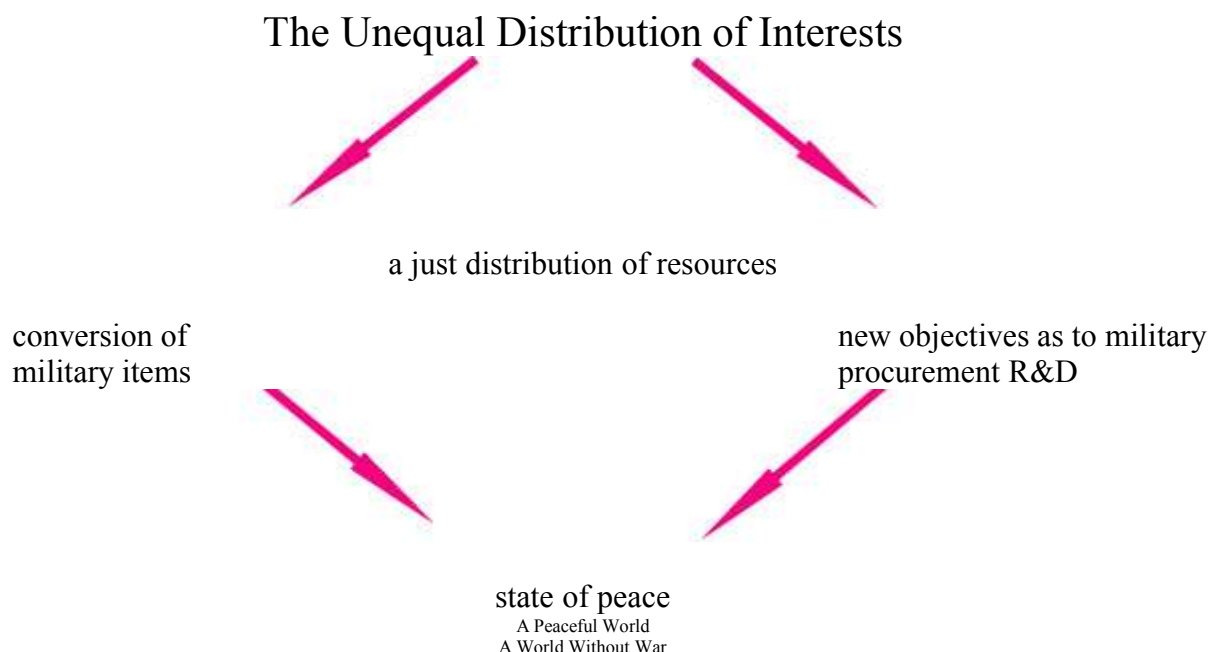 The Unequal Distribution of Interests
a just distribution of resources
conversion of
military items
new objectives as to military
procurement R&D
state of peace
A Peaceful World
A World Without War